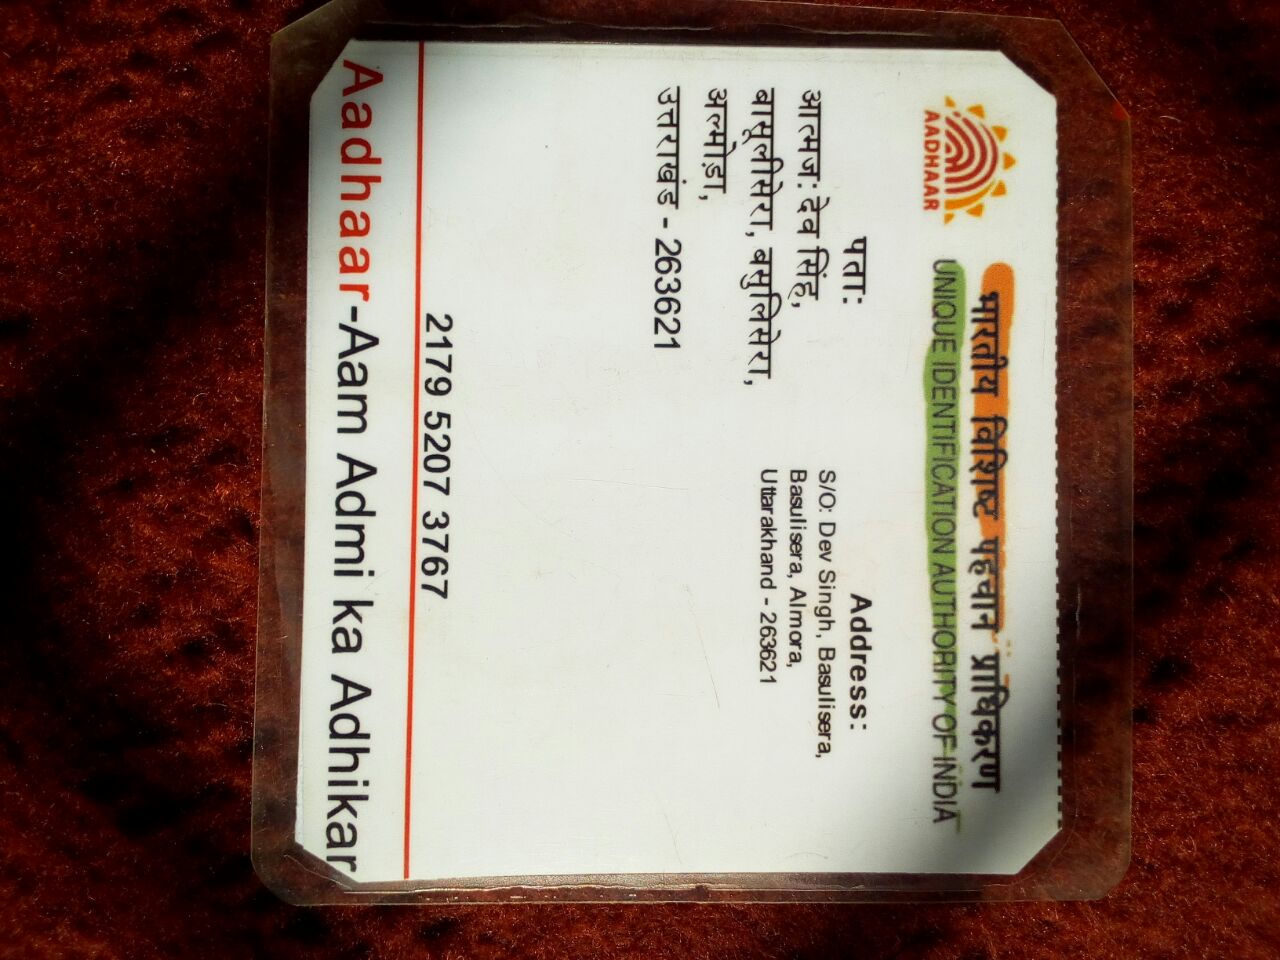 AADHAAR
भारतीय विशिष्ट पहचान प्राधिकरण
UNIQUE IDENTIFICATION AUTHORITY OF INDIA
पता:
आत्मज: देव सिंह,
बासुलीसेरा, बसुलिसेरा,
अल्मोड़ा,
उत्तराखंड - 263621
Address:
S/O: Dev Singh, Basulisera,
Basulisera, Almora,
Uttarakhand - 263621
2179 5207 3767
Aadhaar-Aam Admi ka Adhikar